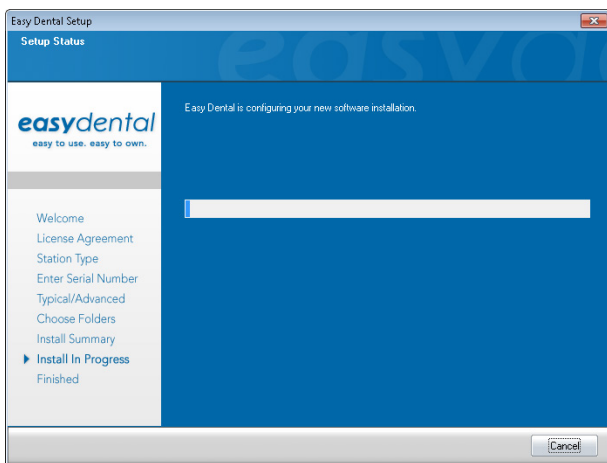 Easy Dental Setup
Setup Status
easyde
easydental
easy to use. easy to own.
Easy Dental is configuring your new software installation.
Welcome
License Agreement
Station Type
Enter Serial Number
Typical/Advanced
Choose Folders
Install Summary
Install In Progress
Finished
Cancel